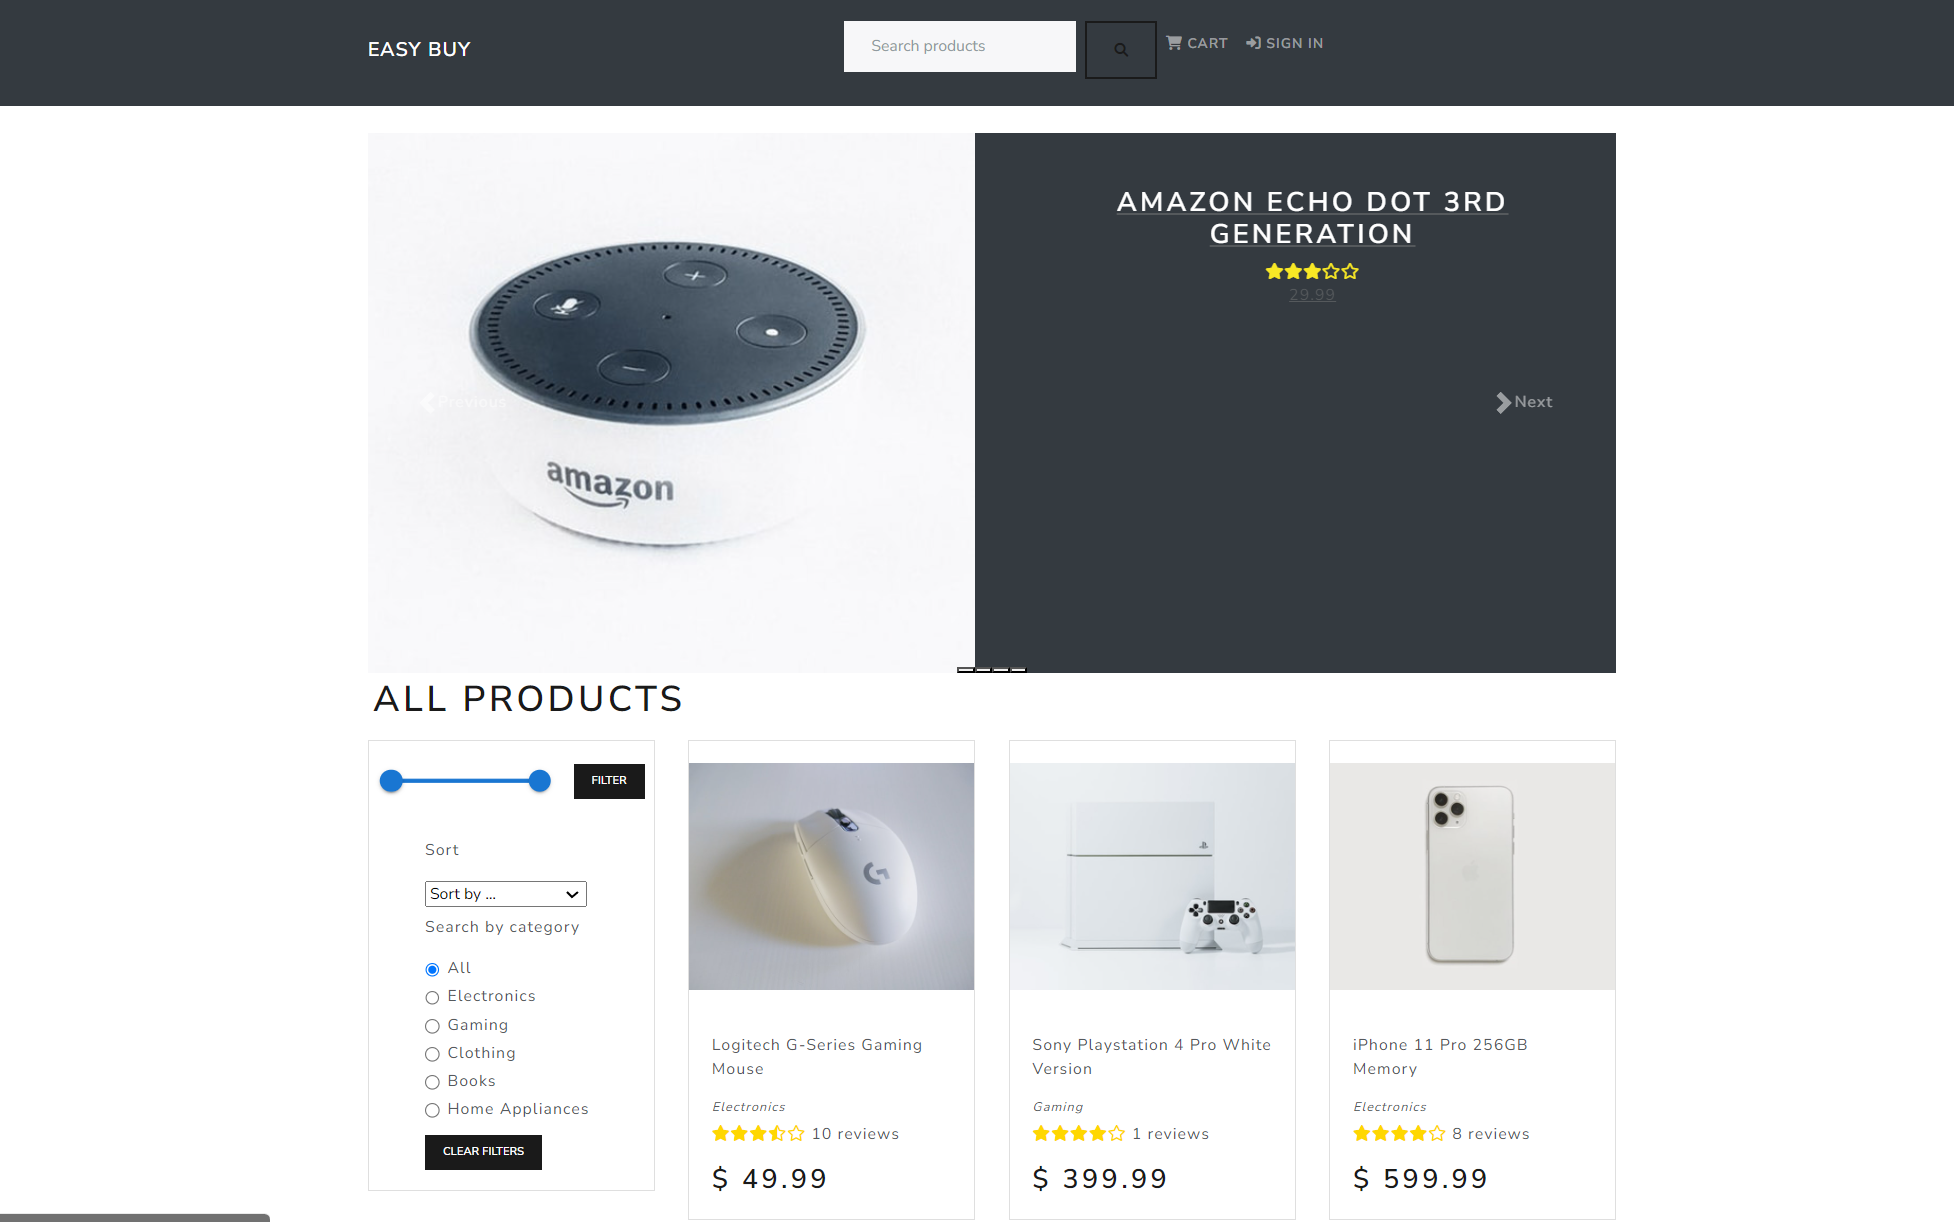 EASY BUY
Search products
CART
SIGN IN
AMAZON ECHO DOT 3RD
GENERATION
29.99
Previous
Next
amazon
ALL PRODUCTS
FILTER
Sort
Sort by ...
Search by category
All
Electronics
Gaming
Clothing
Books
Home Appliances
CLEAR FILTERS
Logitech G-Series Gaming
Mouse
Electronics
10 reviews
$ 49.99
Sony Playstation 4 Pro White
Version
Gaming
1 reviews
$ 399.99
iPhone 11 Pro 256GB
Memory
Electronics
8 reviews
$ 599.99